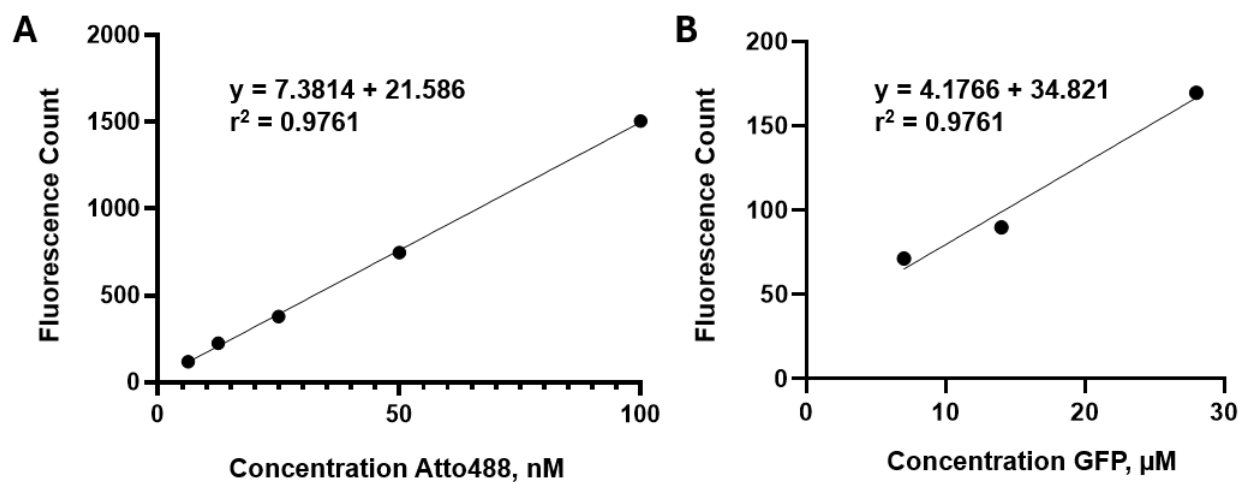 A
2000
1500
1000
500
0
0
50
100
y = 7.3814 + 21.586
r² = 0.9761
Fluorescence Count
Concentration Atto488, nM
B
200
150
100
50
0
0
10
20
30
y = 4.1766 + 34.821
r² = 0.9761
Fluorescence Count
Concentration GFP, µM